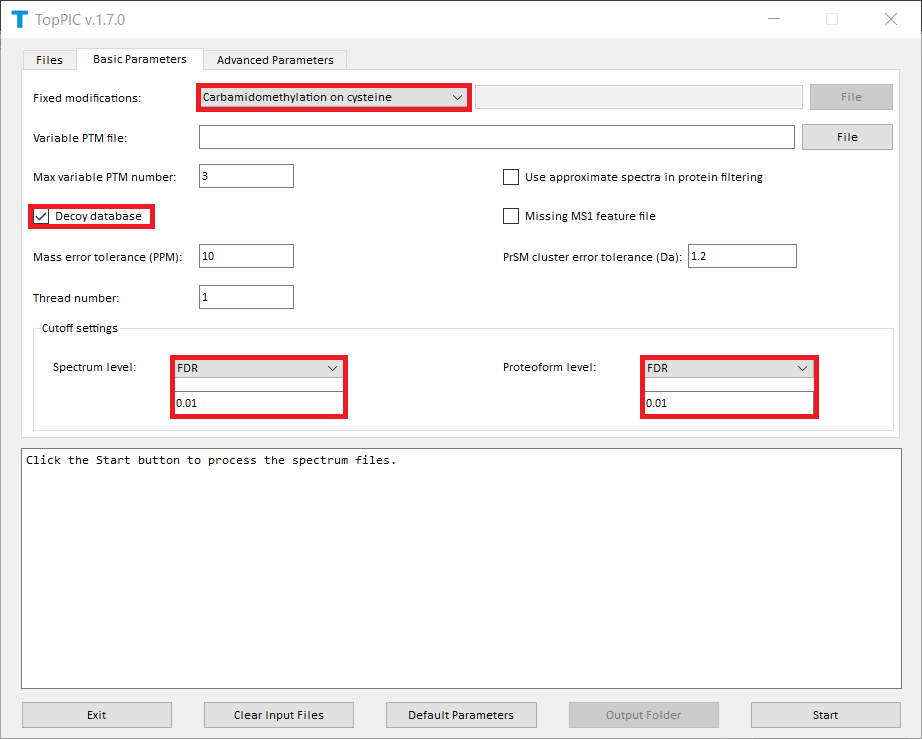 TopPIC v.1.7.0
Files Basic Parameters Advanced Parameters
Fixed modifications: Carbamidomethylation on cysteine File
Variable PTM file: File
Max variable PTM number: 3 Use approximate spectra in protein filtering
Decoy database Missing MS1 feature file
Mass error tolerance (PPM): 10 PrSM cluster error tolerance (Da): 1.2
Thread number: 1
Cutoff settings
Spectrum level: FDR Proteoform level: FDR
0.01 0.01
Click the Start button to process the spectrum files.
Exit Clear Input Files Default Parameters Output Folder Start